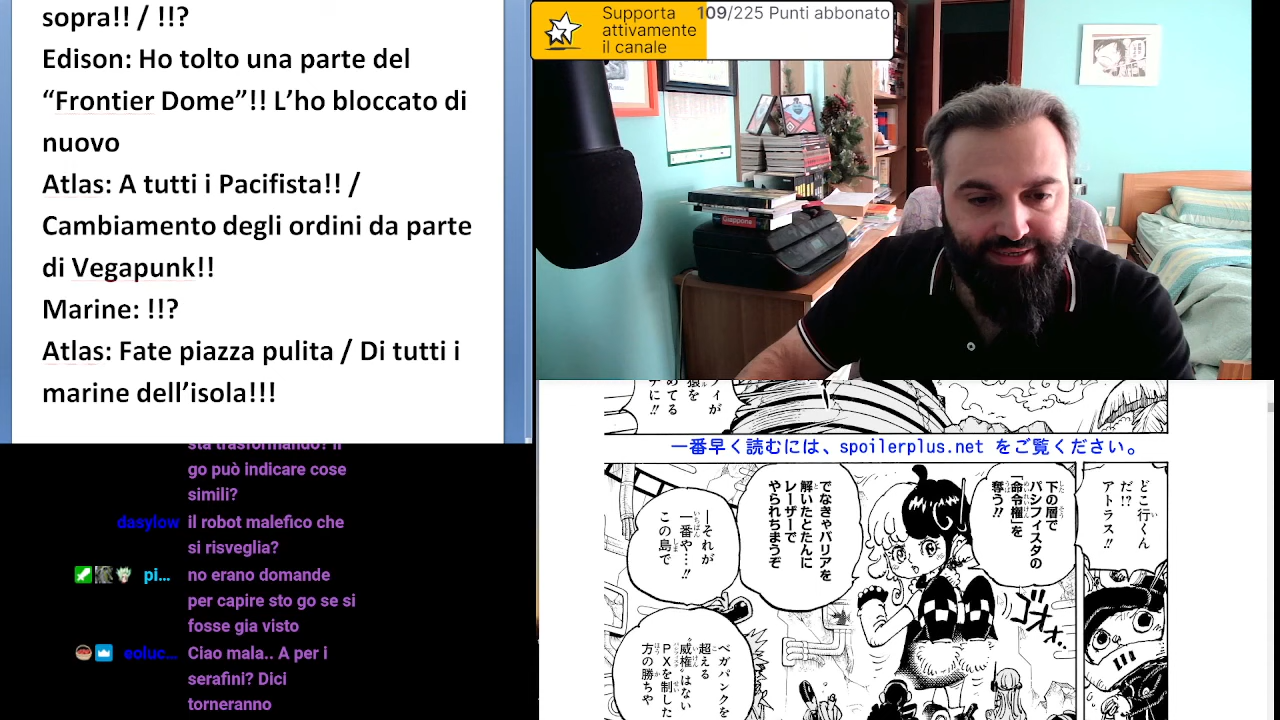 sopra!! / !!?
Edison: Ho tolto una parte del
“Frontier Dome”!! L’ho bloccato di
nuovo
Atlas: A tutti i Pacifista!! /
Cambiamento degli ordini da parte
di Vegapunk!!
Marine: !!?
Atlas: Fate piazza pulita / Di tutti i
marine dell’isola!!!
Supporta
attivamente
il canale
109/225 Punti abbonato
Giappone
sta trasformando? il
go può indicare cose
simili?
dasylow il robot malefico che
si risveglia?
pi... no erano domande
per capire sto go se si
fosse gia visto
eoluc... Ciao mala.. A per i
serafini? Dici
torneranno
一番早く読むには、spoilerplus.net をご覧ください。
どこ行くん
だ!?
アトラス!!
下の層で
パシフィスタの
「命令権」を
奪う!!
でなきゃバリアを
解いたとたんに
レーザーで
やられちまうぞ
―それが
一番や…!!
この島で
ベガパンクを
超える
“威権”はない
PXを制した
方の勝ちや
ゴオォ‥